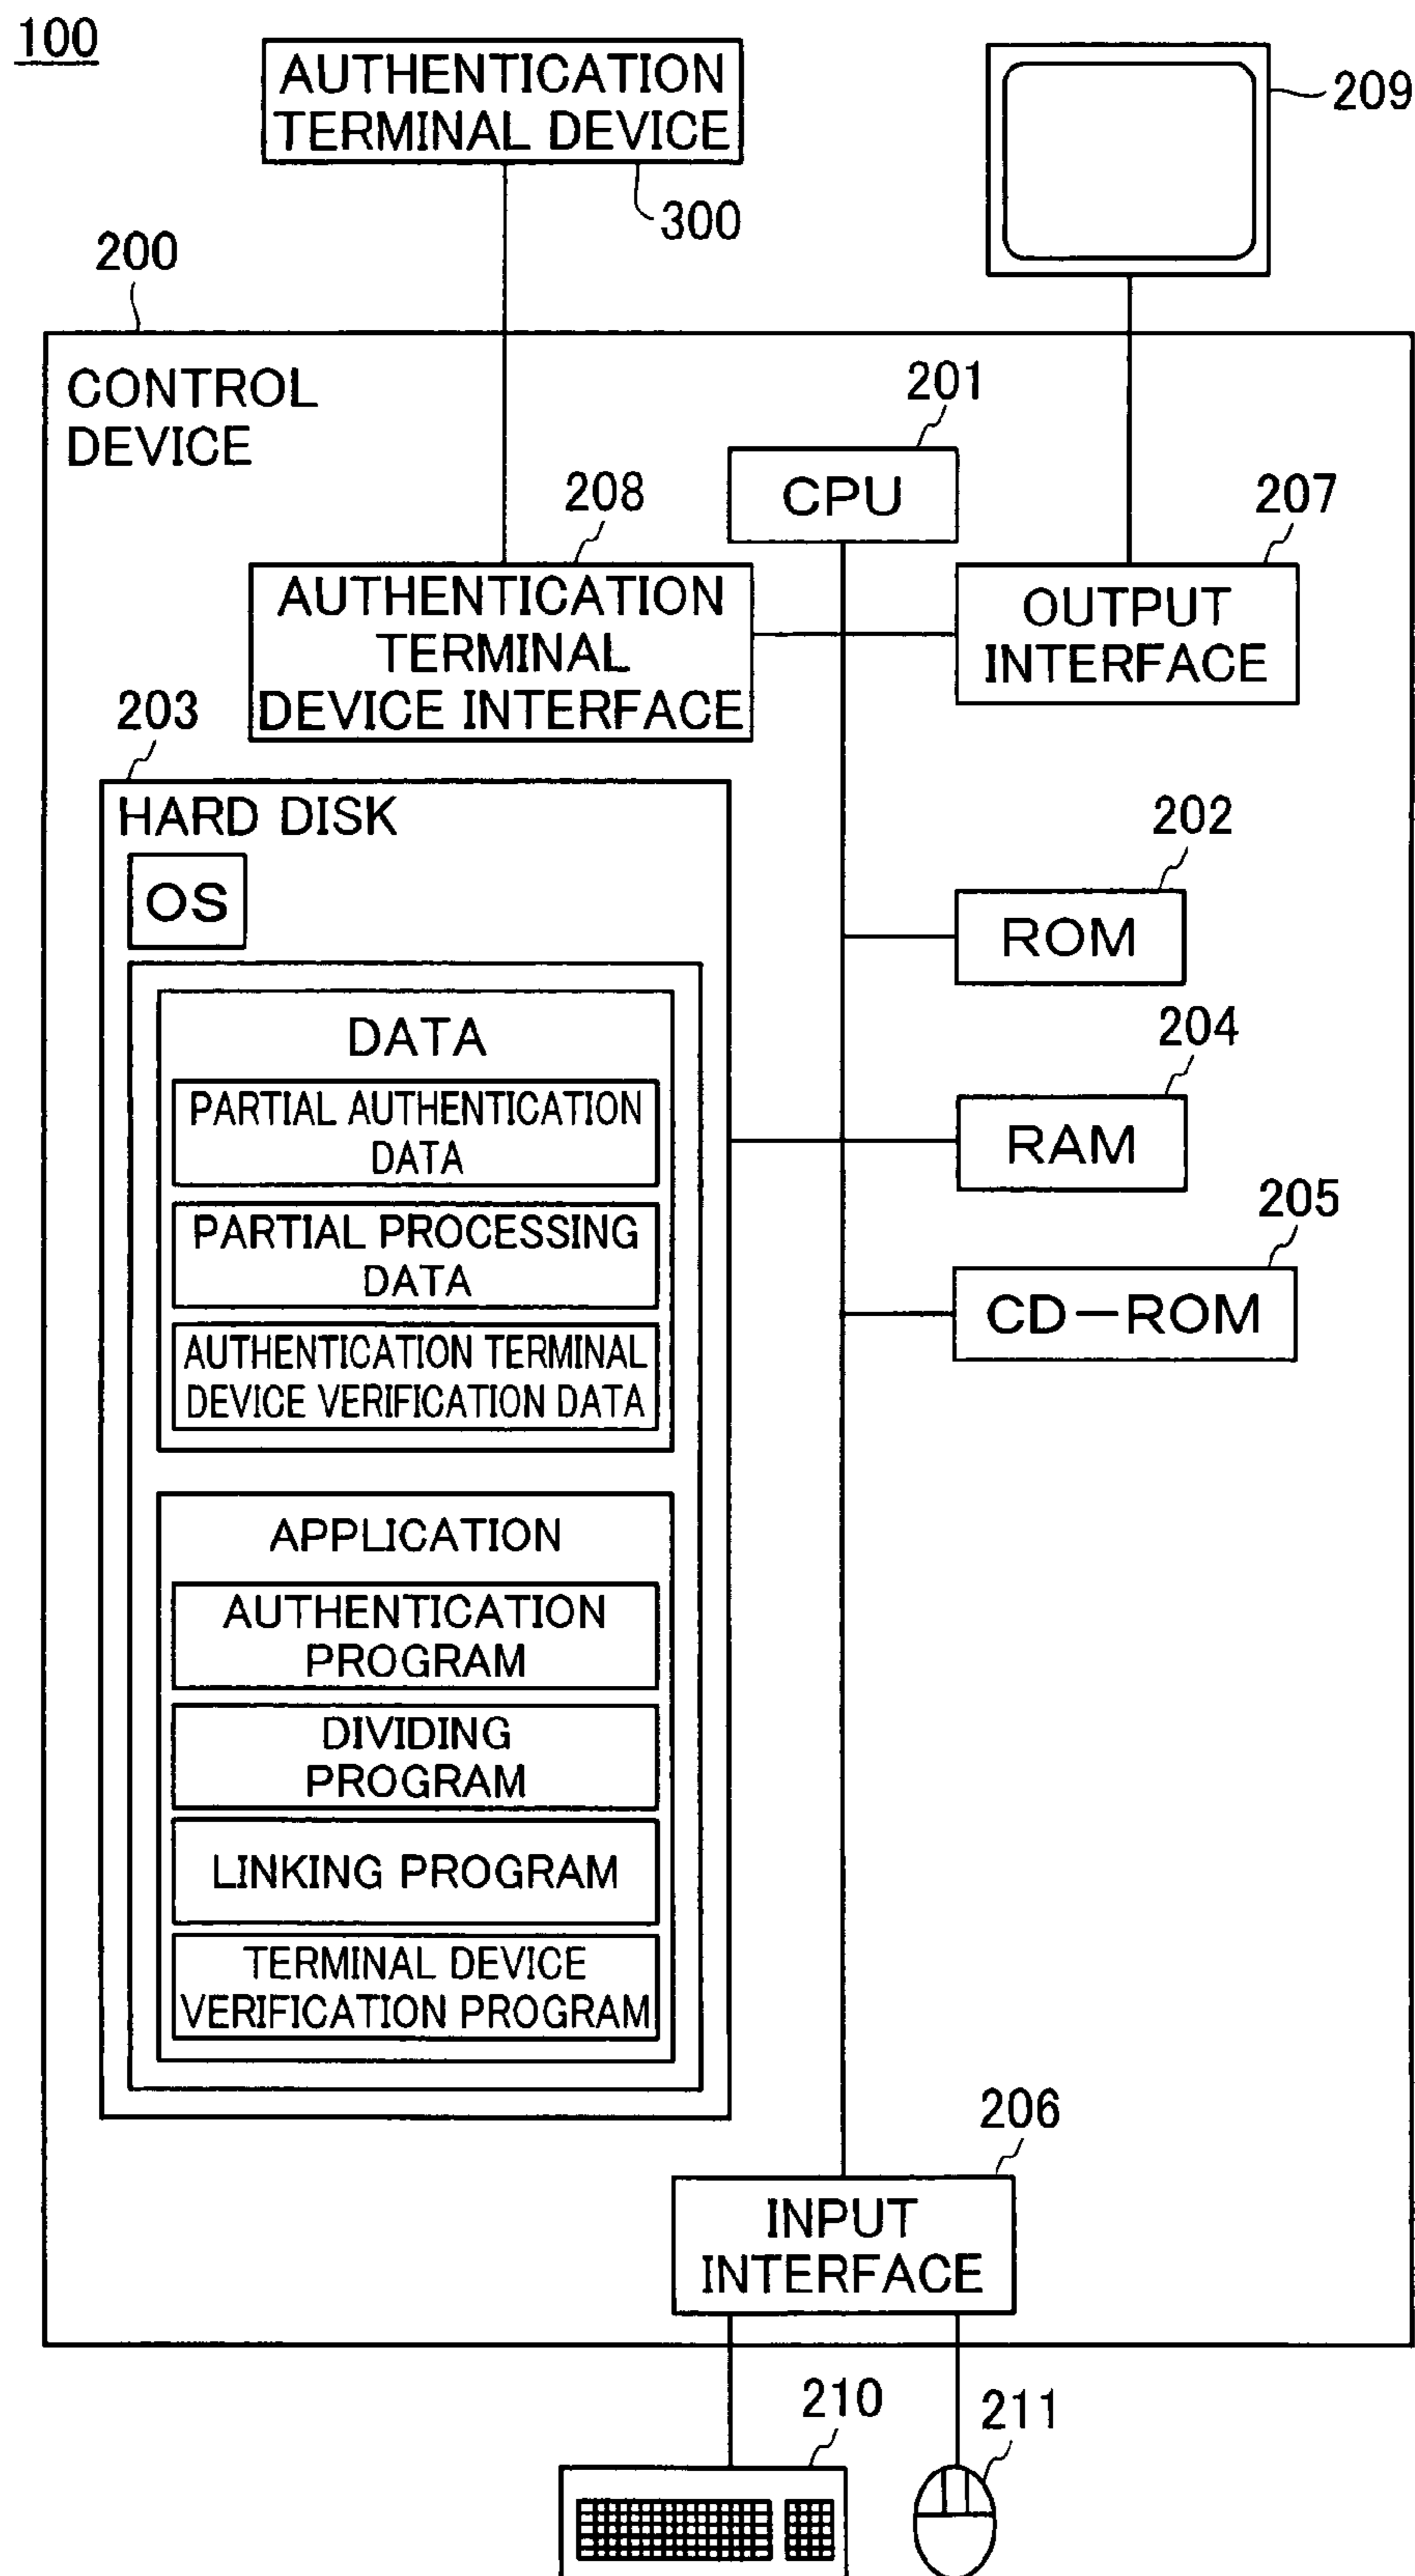 100
AUTHENTICATION
TERMINAL DEVICE
300
209
200
CONTROL
DEVICE
201
CPU
208
AUTHENTICATION
TERMINAL
DEVICE INTERFACE
207
OUTPUT
INTERFACE
203
HARD DISK
OS
DATA
PARTIAL AUTHENTICATION
DATA
PARTIAL PROCESSING
DATA
AUTHENTICATION TERMINAL
DEVICE VERIFICATION DATA
APPLICATION
AUTHENTICATION
PROGRAM
DIVIDING
PROGRAM
LINKING PROGRAM
TERMINAL DEVICE
VERIFICATION PROGRAM
202
ROM
204
RAM
205
CD-ROM
206
INPUT
INTERFACE
210
211